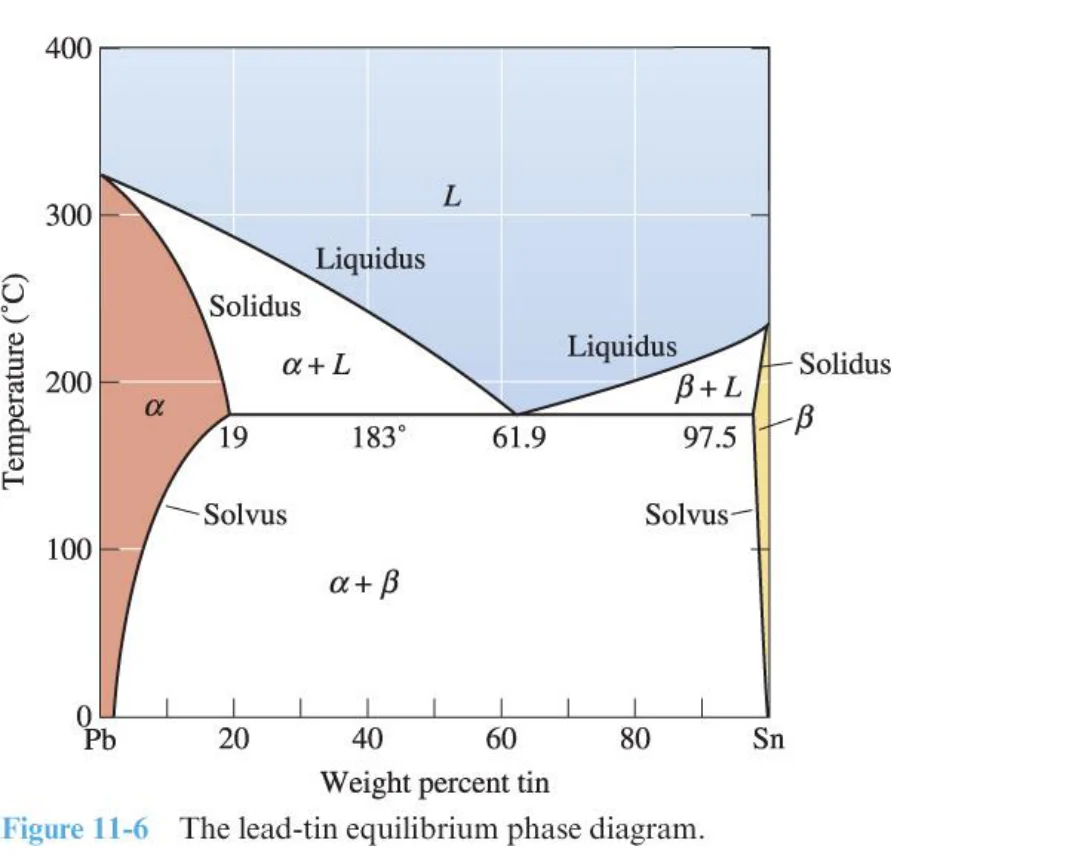 400
300
200
100
0
Temperature (°C)
L
Liquidus
Solidus
α + L
Liquidus
β + L
Solidus
α
β
19
183°
61.9
97.5
Solvus
Solvus
α + β
Pb
20
40
60
80
Sn
Weight percent tin
Figure 11-6 The lead-tin equilibrium phase diagram.